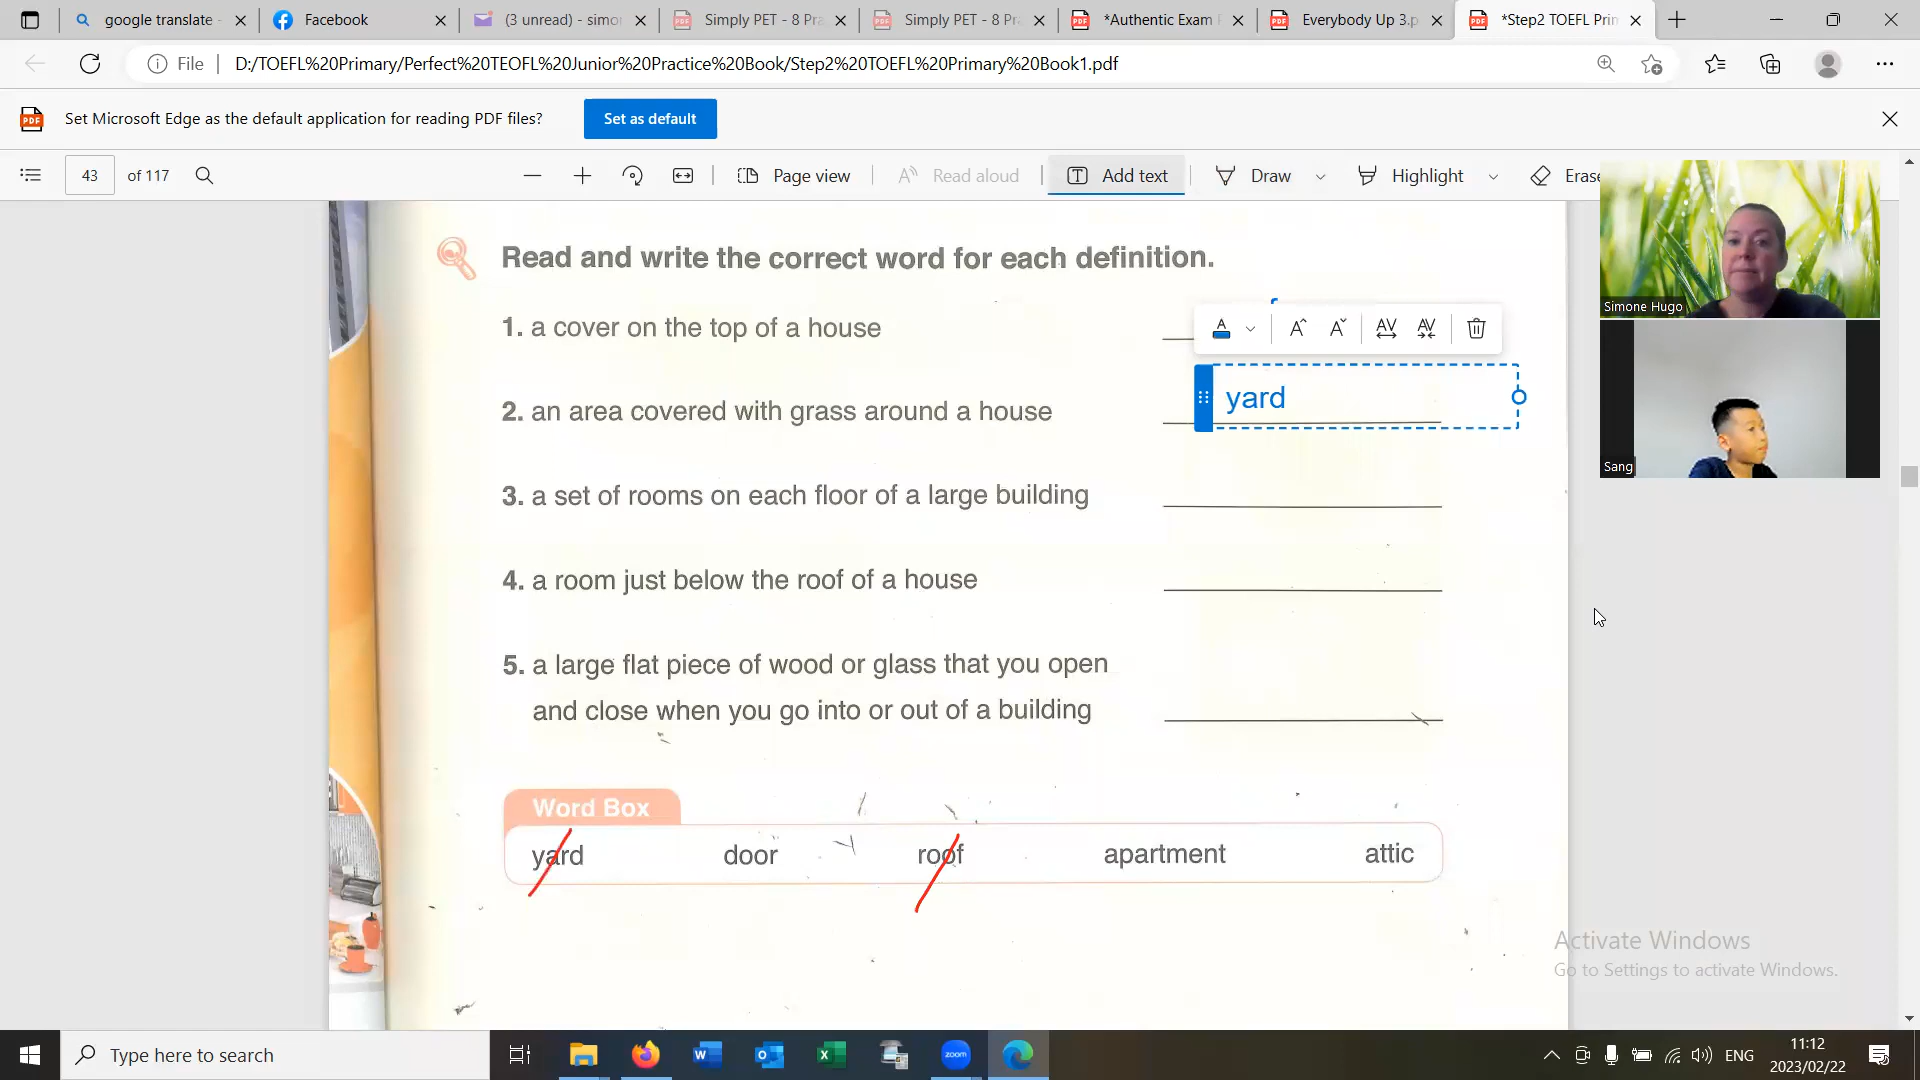 google translate -
Facebook
(3 unread) - simo
Simply PET - 8 Pra
Simply PET - 8 Pra
*Authentic Exam P
Everybody Up 3.p
*Step2 TOEFL Prin
File
D:/TOEFL%20Primary/Perfect%20TEOFL%20Junior%20Practice%20Book/Step2%20TOEFL%20Primary%20Book1.pdf
Set Microsoft Edge as the default application for reading PDF files?
Set as default
43 of 117
Page view
Read aloud
Add text
Draw
Highlight
Erase
Read and write the correct word for each definition.
1. a cover on the top of a house
yard
2. an area covered with grass around a house
3. a set of rooms on each floor of a large building
4. a room just below the roof of a house
5. a large flat piece of wood or glass that you open
and close when you go into or out of a building
Word Box
yard door roof apartment attic
Simone Hugo
Sang
Activate Windows
Go to Settings to activate Windows.
Type here to search
zoom
ENG
11:12
2023/02/22